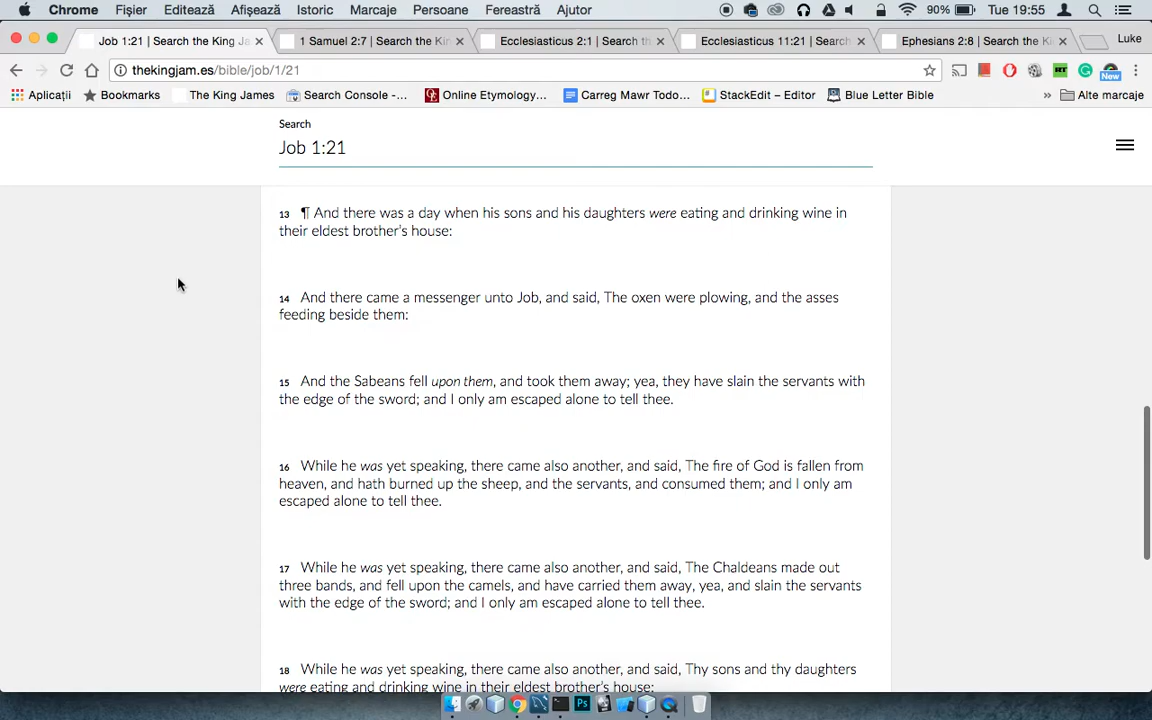 Chrome Fișier Editează Afișează Istoric Marcaje Persoane Fereastră Ajutor 90% Tue 19:55
Job 1:21 | Search the King Ja 1 Samuel 2:7 | Search the Kin Ecclesiasticus 2:1 | Search th Ecclesiasticus 11:21 | Search Ephesians 2:8 | Search the Ki Luke
thekingjam.es/bible/job/1/21 RT New
Aplicații Bookmarks The King James Search Console -... Online Etymology... Carreg Mawr Todo... StackEdit – Editor Blue Letter Bible » Alte marcaje
Search
Job 1:21
13 ¶ And there was a day when his sons and his daughters were eating and drinking wine in
their eldest brother's house:
14 And there came a messenger unto Job, and said, The oxen were plowing, and the asses
feeding beside them:
15 And the Sabeans fell upon them, and took them away; yea, they have slain the servants with
the edge of the sword; and I only am escaped alone to tell thee.
16 While he was yet speaking, there came also another, and said, The fire of God is fallen from
heaven, and hath burned up the sheep, and the servants, and consumed them; and I only am
escaped alone to tell thee.
17 While he was yet speaking, there came also another, and said, The Chaldeans made out
three bands, and fell upon the camels, and have carried them away, yea, and slain the servants
with the edge of the sword; and I only am escaped alone to tell thee.
18 While he was yet speaking, there came also another, and said, Thy sons and thy daughters
were eating and drinking wine in their eldest brother's house:
Ps